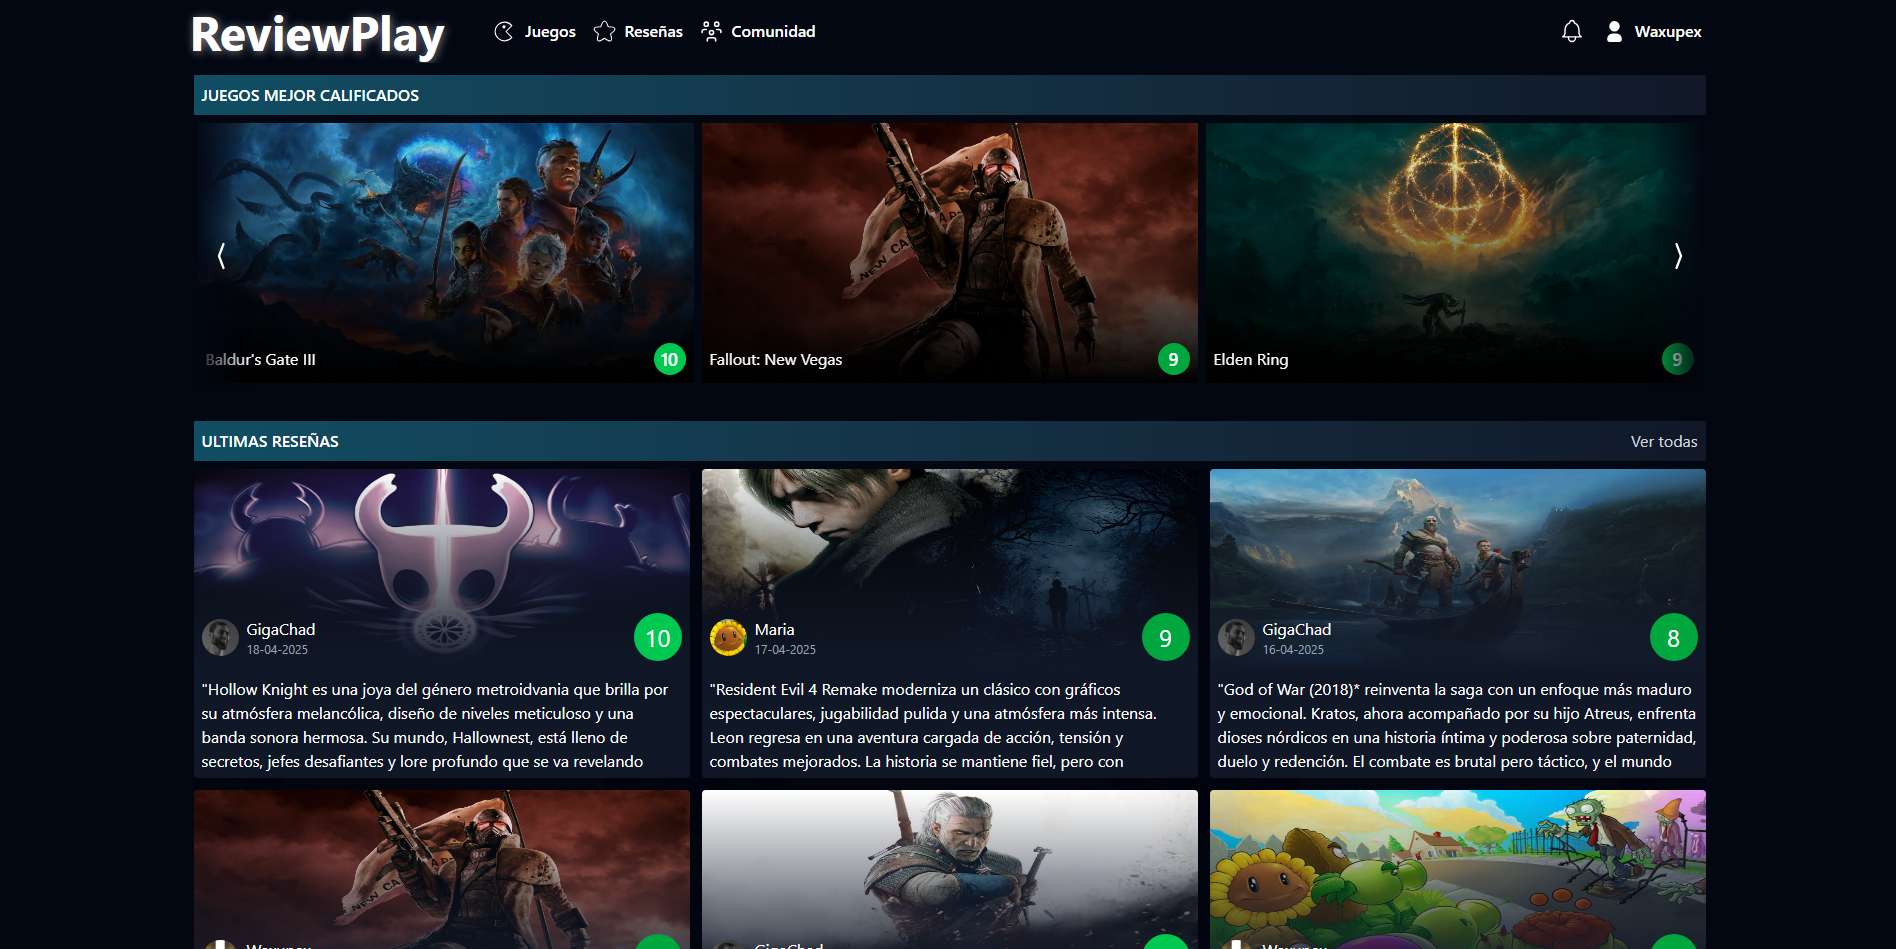 ReviewPlay
Juegos
Reseñas
Comunidad
Waxupex
JUEGOS MEJOR CALIFICADOS
NEW CA
Baldur's Gate III
10
Fallout: New Vegas
9
Elden Ring
9
ULTIMAS RESEÑAS
Ver todas
GigaChad
18-04-2025
10
"Hollow Knight es una joya del género metroidvania que brilla por
su atmósfera melancólica, diseño de niveles meticuloso y una
banda sonora hermosa. Su mundo, Hallownest, está lleno de
secretos, jefes desafiantes y lore profundo que se va revelando
Maria
17-04-2025
9
"Resident Evil 4 Remake moderniza un clásico con gráficos
espectaculares, jugabilidad pulida y una atmósfera más intensa.
Leon regresa en una aventura cargada de acción, tensión y
combates mejorados. La historia se mantiene fiel, pero con
GigaChad
16-04-2025
8
"God of War (2018)* reinventa la saga con un enfoque más maduro
y emocional. Kratos, ahora acompañado por su hijo Atreus, enfrenta
dioses nórdicos en una historia íntima y poderosa sobre paternidad,
duelo y redención. El combate es brutal pero táctico, y el mundo
NEW CA
Waxupex
GigaChad
Waxupex